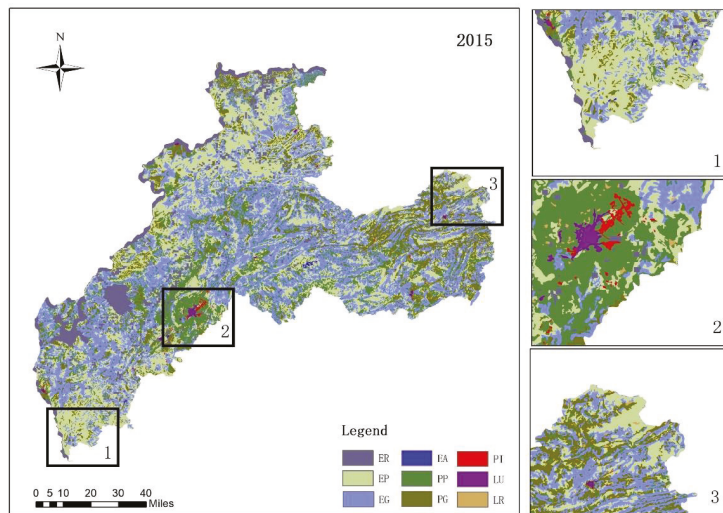 N
2015
3
2
1
Legend
ER EA PI
EP PP LU
EG PG LR
0 5 10 20 30 40
Miles
1
2
3